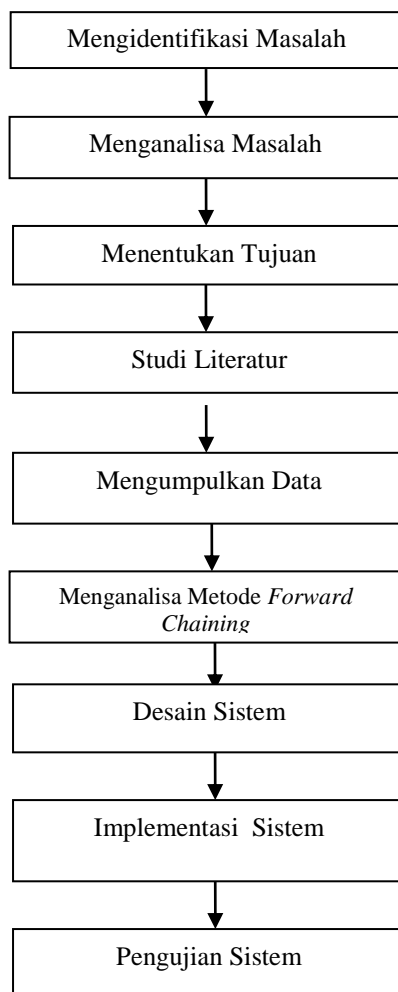 Mengidentifikasi Masalah
Menganalisa Masalah
Menentukan Tujuan
Studi Literatur
Mengumpulkan Data
Menganalisa Metode Forward
Chaining
Desain Sistem
Implementasi Sistem
Pengujian Sistem